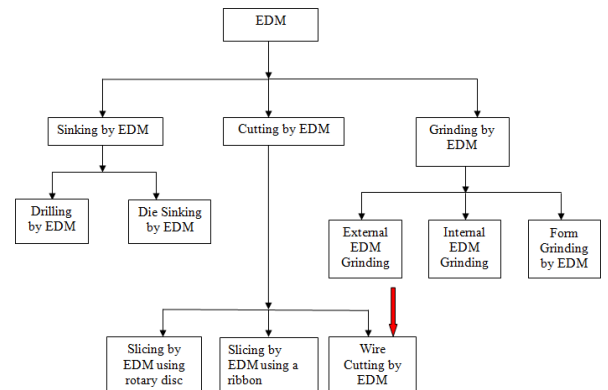 EDM
Sinking by EDM
Cutting by EDM
Grinding by
EDM
Drilling
by EDM
Die Sinking
by EDM
External
EDM
Grinding
Internal
EDM
Grinding
Form
Grinding
by EDM
Slicing by
EDM using
rotary disc
Slicing by
EDM using a
ribbon
Wire
Cutting by
EDM